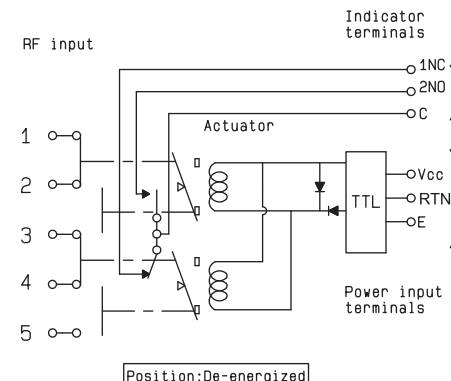 Indicator
terminals
RF input
1NC
2NO
C
Actuator
1
2
3
4
5
TTL
Vcc
RTN
E
Power input
terminals
Position:De-energized